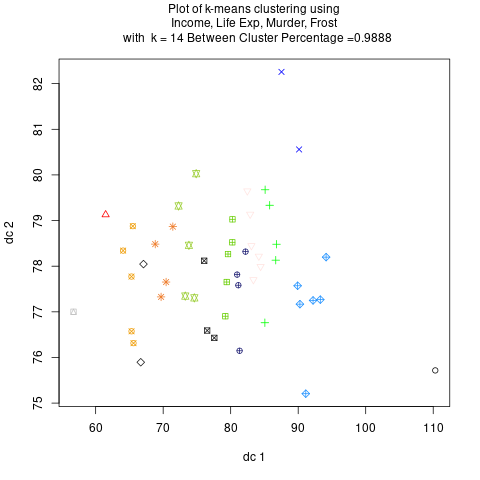 Plot of k-means clustering using
Income, Life Exp, Murder, Frost
with k = 14 Between Cluster Percentage =0.9888
82
81
80
79
78
77
76
75
dc 2
60 70 80 90 100 110
dc 1